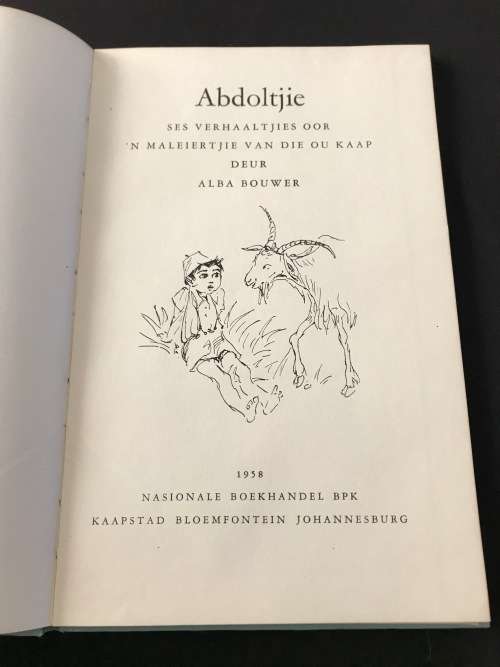 Abdoltjie
SES VERHAALTJIES OOR
'N MALEIERTJIE VAN DIE OU KAAP
DEUR
ALBA BOUWER
1958
NASIONALE BOEKHANDEL BPK
KAAPSTAD BLOEMFONTEIN JOHANNESBURG